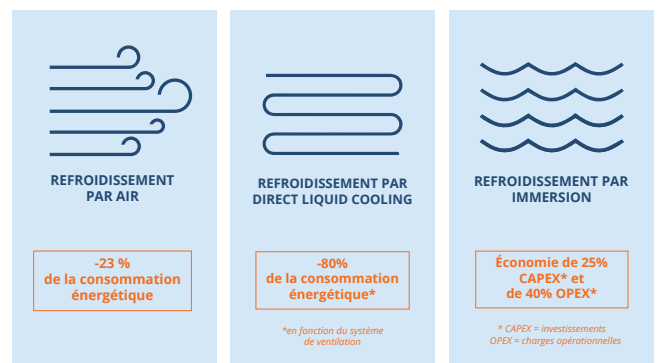 REFROIDISSEMENT
PAR AIR
-23 %
de la consommation
énergétique
REFROIDISSEMENT PAR
DIRECT LIQUID COOLING
-80%
de la consommation
énergétique*
*en fonction du système
de ventilation
REFROIDISSEMENT PAR
IMMERSION
Économie de 25%
CAPEX* et
de 40% OPEX*
* CAPEX = investissements
OPEX = charges opérationnelles